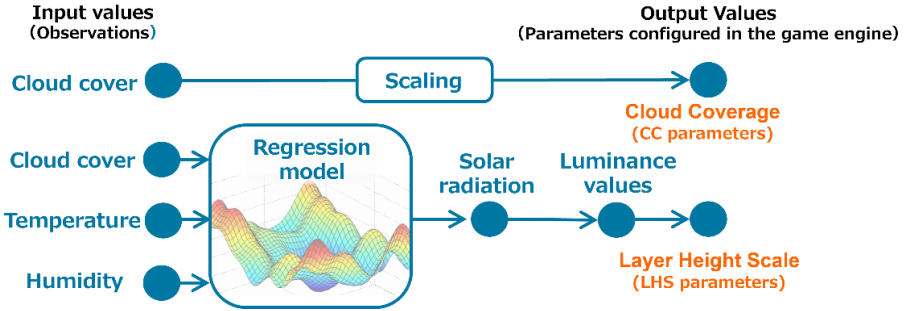 Input values
(Observations)
Output Values
(Parameters configured in the game engine)
Cloud cover
Scaling
Cloud Coverage
(CC parameters)
Cloud cover
Regression
model
Solar
radiation
Luminance
values
Temperature
Humidity
Layer Height Scale
(LHS parameters)